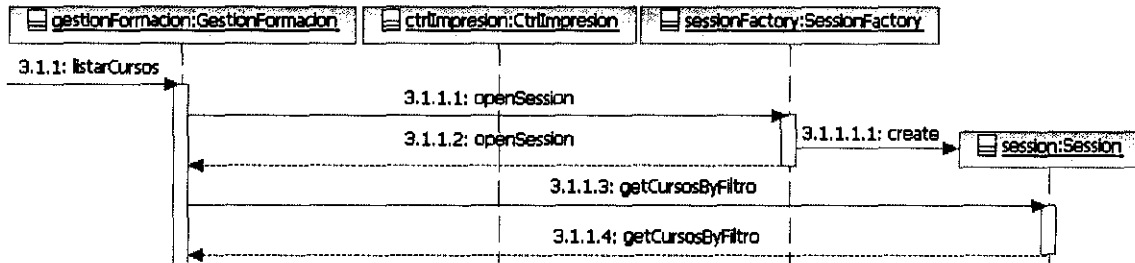 gestionFormacion:GestionFormacion
ctrlImpresion:CtrlImpresion
sessionFactory:SessionFactory
3.1.1: listarCursos
3.1.1.1: openSession
3.1.1.2: openSession
3.1.1.1.1: create
session:Session
3.1.1.3: getCursosByFiltro
3.1.1.4: getCursosByFiltro